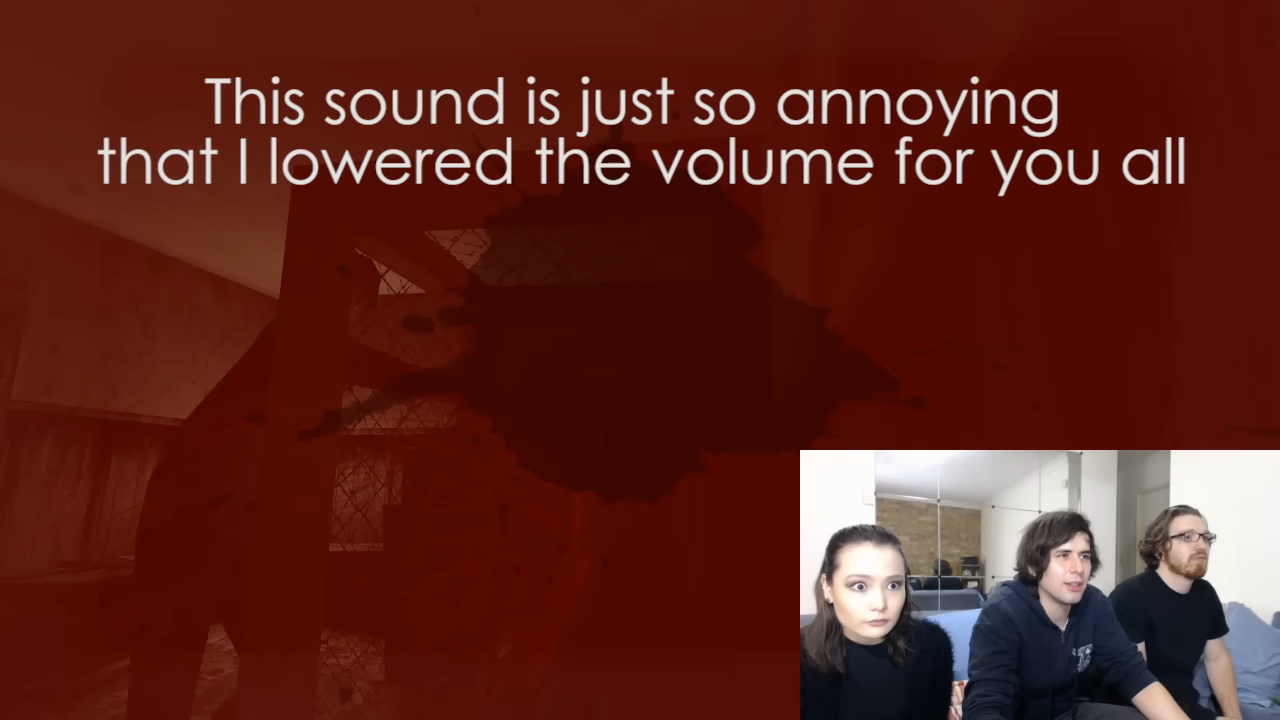 This sound is just so annoying
that I lowered the volume for you all